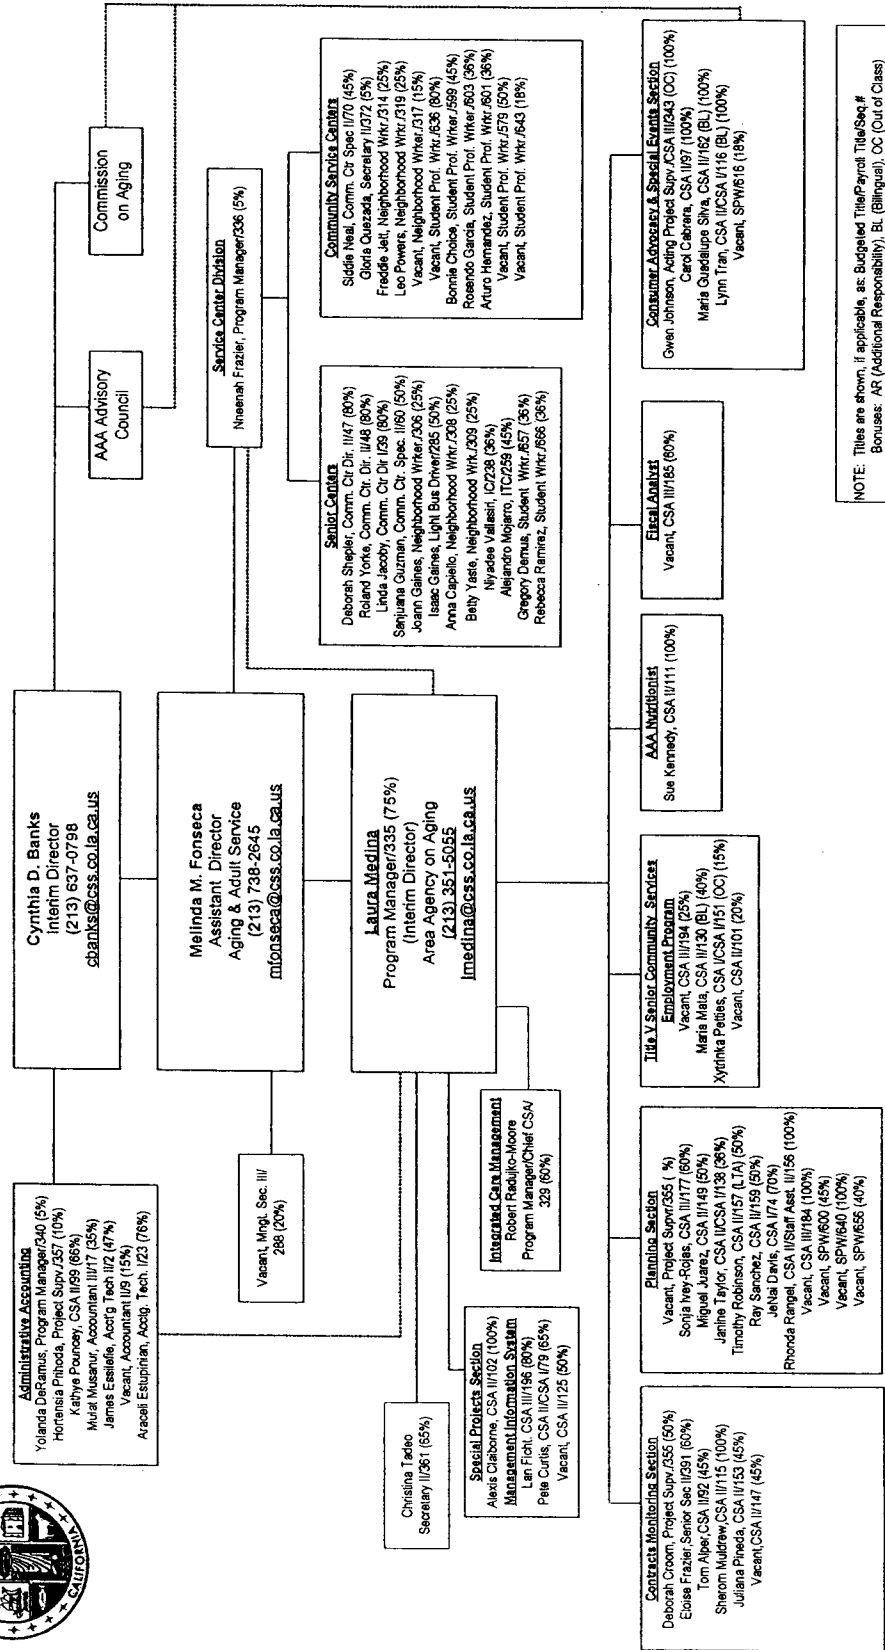 CALIFORNIA
Commission
on Aging
AAA Advisory
Council
Cynthia D. Banks
Interim Director
(213) 637-0798
cbanks@css.co.la.ca.us
Administrative Accounting
Yolanda DeRamus, Program Manager/340 (5%)
Hortensia Prihoda, Project Supv./357 (10%)
Kathye Pouncey, CSA II/99 (66%)
Mulat Musanur, Accountant III/17 (35%)
James Essilefie, Acct'g Tech II/2 (47%)
Vacant, Accountant II/9 (15%)
Araceli Estupinian, Acctg. Tech. I/23 (76%)
Melinda M. Fonseca
Assistant Director
Aging & Adult Service
(213) 738-2645
mfonseca@css.co.la.ca.us
Vacant, Mngt. Sec. III/
288 (20%)
Service Center Division
Nneenah Frazier, Program Manager/336 (5%)
Laura Medina
Program Manager/335 (75%)
(Interim Director)
Area Agency on Aging
(213) 351-5055
lmedina@css.co.la.ca.us
Senior Centers
Deborah Shepler, Comm. Ctr Dir. II/47 (80%)
Roland Yorke, Comm. Ctr. Dir. II/48 (80%)
Linda Jacoby, Comm. Ctr Dir I/39 (80%)
Sanjuana Guzman, Comm. Ctr. Spec. II/60 (50%)
Joann Gaines, Neighborhood Wrker./306 (25%)
Isaac Gaines, Light Bus Driver/285 (50%)
Anna Capiello, Neighborhood Wrkr./308 (25%)
Betty Yaste, Neighborhood Wrkr./309 (25%)
Niyadee Vallasiri, IC/238 (36%)
Alejandro Mojarro, ITC/259 (45%)
Gregory Demus, Student Wrkr./657 (36%)
Rebecca Ramirez, Student Wrkr./666 (36%)
Community Service Centers
Siddie Neal, Comm. Ctr Spec II/70 (45%)
Gloria Quezada, Secretary II/372 (5%)
Freddie Jett, Neighborhood Wrkr./314 (25%)
Leo Powers, Neighborhood Wrkr./319 (25%)
Vacant, Neighborhood Wrker./317 (15%)
Vacant, Student Prof. Wrkr./636 (80%)
Bonnie Choice, Student Prof. Wrker./599 (45%)
Rosendo Garcia, Student Prof. Wrker./603 (36%)
Arturo Hernandez, Student Prof. Wrkr./601 (36%)
Vacant, Student Prof. Wrkr./579 (50%)
Vacant, Student Prof. Wrkr./643 (18%)
Christina Tadeo
Secretary II/361 (65%)
Special Projects Section
Alexis Claiborne, CSA II/102 (100%)
Management Information System
Lan Ficht. CSA III/196 (80%)
Pete Curtis, CSA II/CSA I/79 (65%)
Vacant, CSA II/125 (50%)
Integrated Care Management
Robert Radujko-Moore
Program Manager/Chief CSA/
329 (60%)
Contracts Monitoring Section
Deborah Croom, Project Supv./355 (50%)
Eloise Frazier,Senior Sec II/391 (60%)
Tom Alper,CSA II/92 (45%)
Sherom Muldrew,CSA II/115 (100%)
Juliana Pineda, CSA II/153 (45%)
Vacant,CSA II/147 (45%)
Planning Section
Vacant, Project Supvr/355 ( %)
Sonja Ivey-Rojas, CSA III/177 (60%)
Miguel Juarez, CSA II/149 (50%)
Janine Taylor, CSA II/CSA I/138 (36%)
Timothy Robinson, CSA II/157 (LTA) (50%)
Ray Sanchez, CSA II/159 (50%)
JeNai Davis, CSA I/74 (70%)
Rhonda Rangel, CSA II/Staff Asst. II/156 (100%)
Vacant, CSA III/184 (100%)
Vacant, SPW/600 (45%)
Vacant, SPW/640 (100%)
Vacant, SPW/656 (40%)
Title V Senior Community Services
Employment Program
Vacant, CSA III/194 (25%)
Maria Mata, CSA II/130 (BL) (40%)
Xytrinka Petties, CSA I/CSA I/151 (OC) (15%)
Vacant, CSA II/101 (20%)
AAA Nutritionist
Sue Kennedy, CSA II/111 (100%)
Fiscal Analyst
Vacant, CSA III/185 (60%)
Consumer Advocacy & Special Events Section
Gwen Johnson, Acting Project Supv./CSA III/343 (OC) (100%)
Carol Cabrera, CSA II/97 (100%)
Maria Guadalupe Silva, CSA II/162 (BL) (100%)
Lynn Tran, CSA II/CSA I/116 (BL) (100%)
Vacant, SPW/616 (18%)
NOTE: Titles are shown, if applicable, as: Budgeted Title/Payroll Title/Seq.#
Bonuses: AR (Additional Responsibility), BL (Bilingual), OC (Out of Class)